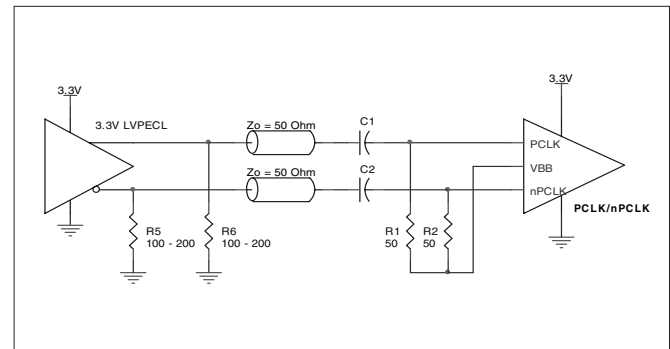 3.3V
3.3V LVPECL
Zo = 50 Ohm
C1
3.3V
PCLK
Zo = 50 Ohm
C2
VBB
nPCLK
PCLK/nPCLK
R5
100 - 200
R6
100 - 200
R1
50
R2
50